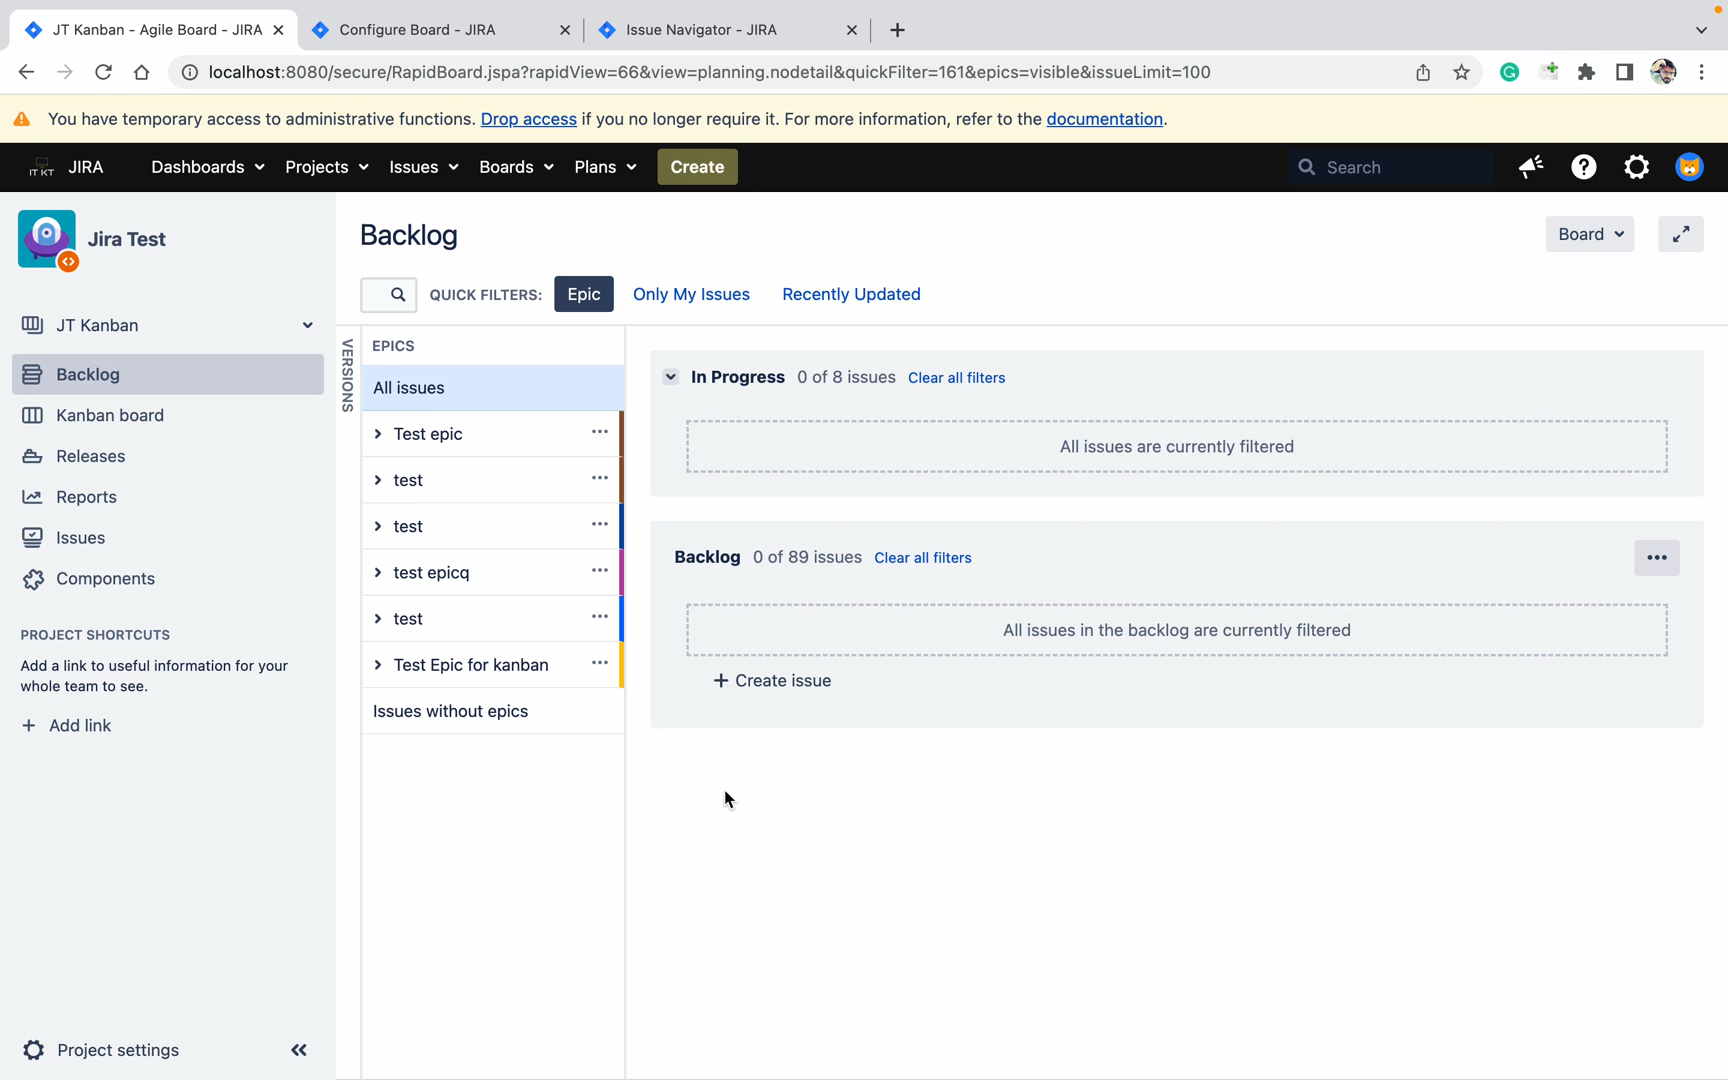 JT Kanban - Agile Board - JIRA
Configure Board - JIRA
Issue Navigator - JIRA
localhost:8080/secure/RapidBoard.jspa?rapidView=66&view=planning.nodetail&quickFilter=161&epics=visible&issueLimit=100
You have temporary access to administrative functions. Drop access if you no longer require it. For more information, refer to the documentation.
IT KT
JIRA
Dashboards
Projects
Issues
Boards
Plans
Create
Search
Jira Test
JT Kanban
Backlog
Kanban board
Releases
Reports
Issues
Components
PROJECT SHORTCUTS
Add a link to useful information for your
whole team to see.
+ Add link
Project settings
Backlog
Board
QUICK FILTERS:
Epic
Only My Issues
Recently Updated
VERSIONS
EPICS
All issues
Test epic
test
test
test epicq
test
Test Epic for kanban
Issues without epics
In Progress 0 of 8 issues Clear all filters
All issues are currently filtered
Backlog 0 of 89 issues Clear all filters
All issues in the backlog are currently filtered
+ Create issue